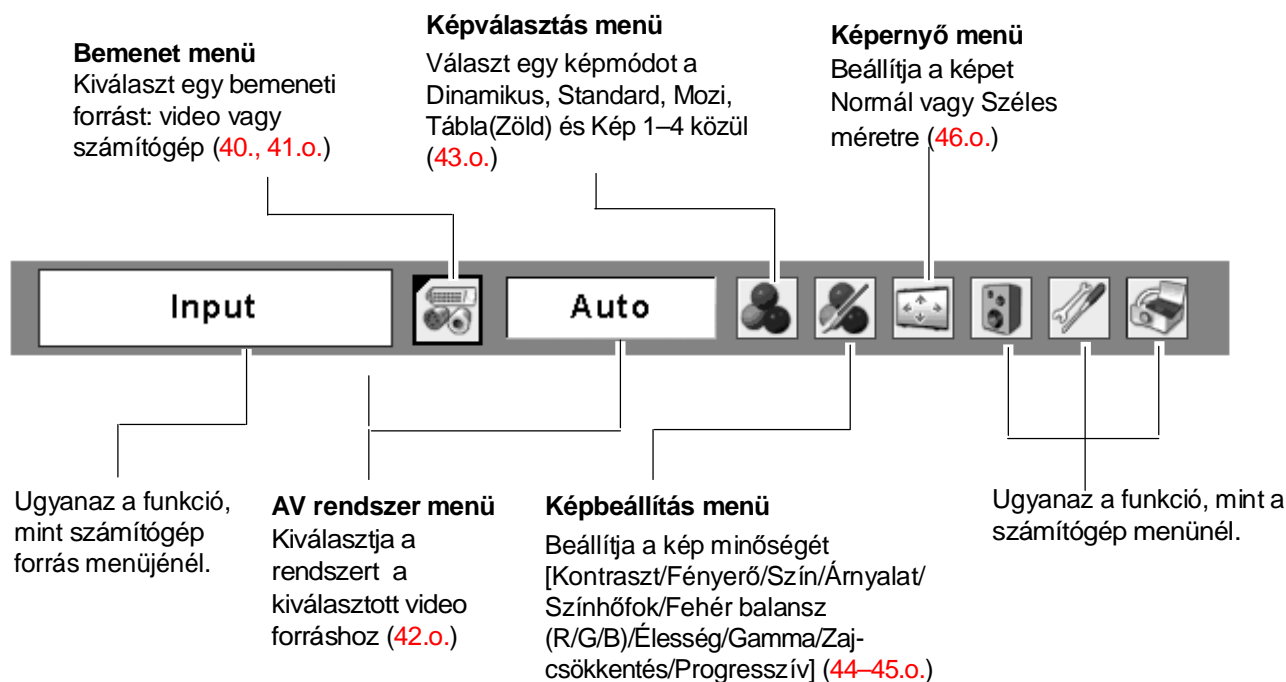 Bemenet menü
Kiválaszt egy bemeneti
forrást: video vagy
számítógép (40., 41.o.)
Képválasztás menü
Választ egy képmódot a
Dinamikus, Standard, Mozi,
Tábla(Zöld) és Kép 1–4 közül
(43.o.)
Képernyő menü
Beállítja a képet
Normál vagy Széles
méretre (46.o.)
Input
Auto
Ugyanaz a funkció,
mint számítógép
forrás menüjénél.
AV rendszer menü
Kiválasztja a
rendszert a
kiválasztott video
forráshoz (42.o.)
Képbeállítás menü
Beállítja a kép minőségét
[Kontraszt/Fényerő/Szín/Árnyalat/
Színhőfok/Fehér balansz
(R/G/B)/Élesség/Gamma/Zaj-
csökkentés/Progresszív] (44–45.o.)
Ugyanaz a funkció, mint a
számítógép menünél.